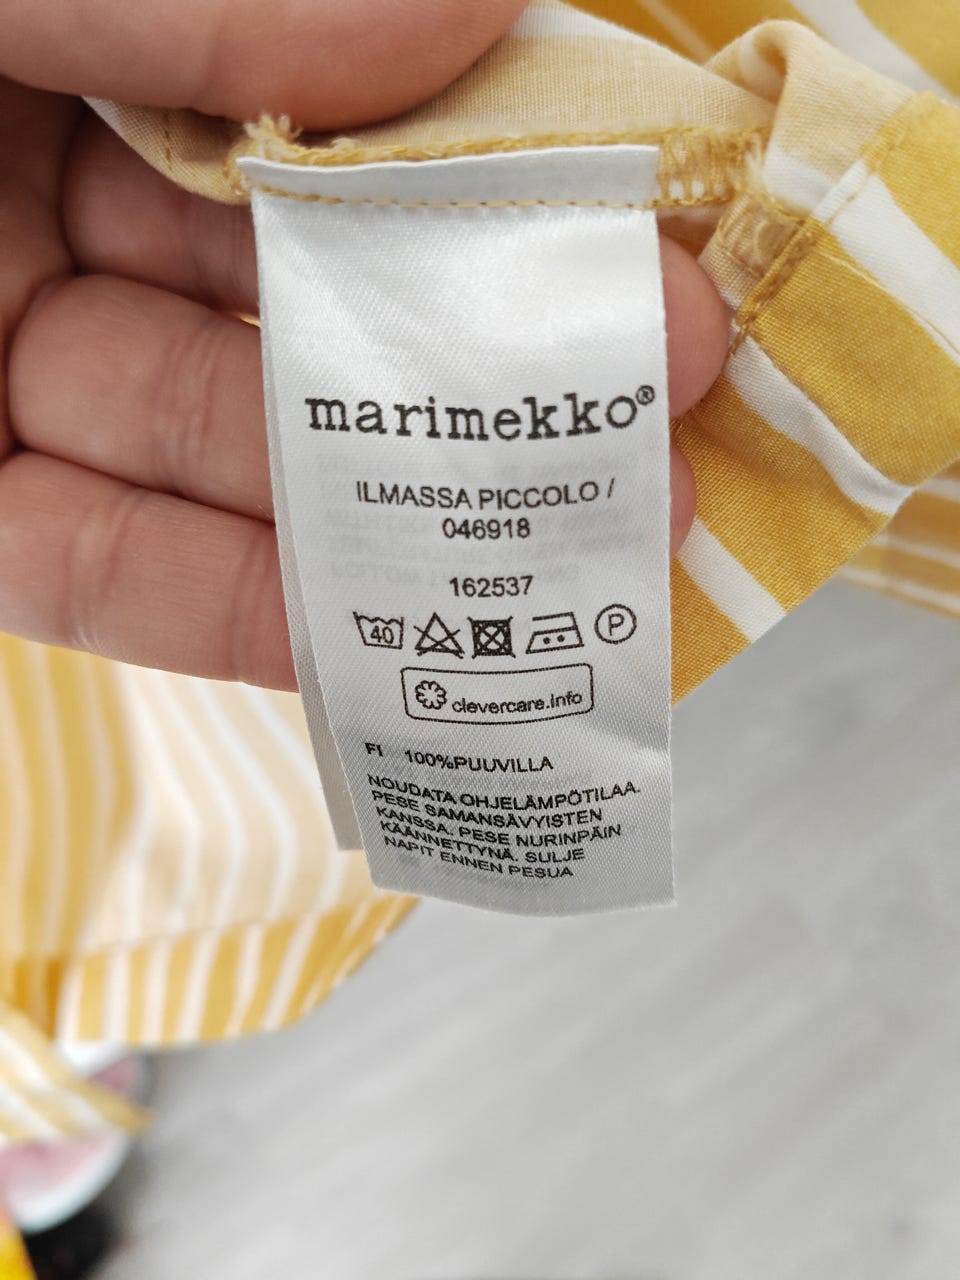 marimekko®
ILMASSA PICCOLO /
046918
162537
40 P
clevercare.info
FI 100%PUUVILLA
NOUDATA OHJELÄMPÖTILAA.
PESE SAMANSÄVYISTEN
KANSSA. PESE NURINPÄIN
KÄÄNNETTYNÄ. SULJE
NAPIT ENNEN PESUA